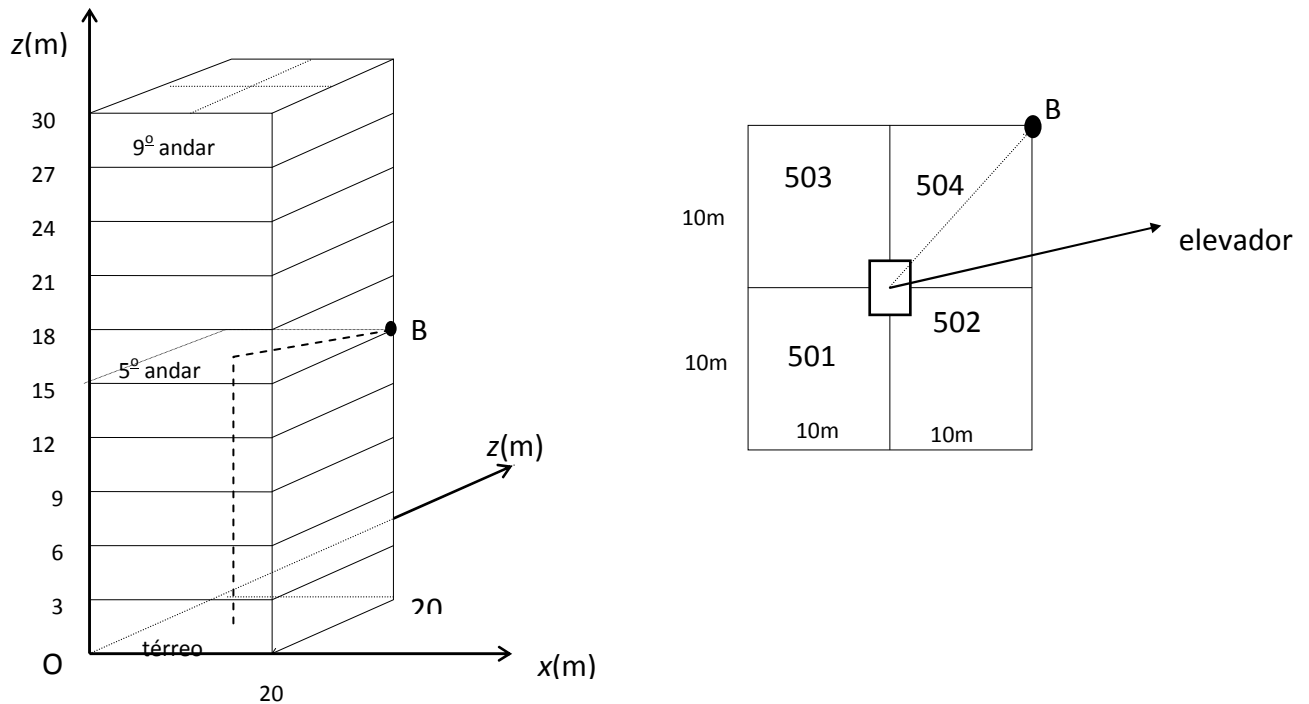 z(m)
30
9º andar
27
24
21
18
B
5º andar
15
12
z(m)
9
6
3
20
térreo
O
x(m)
20
B
503
504
10m
elevador
502
501
10m
10m
10m